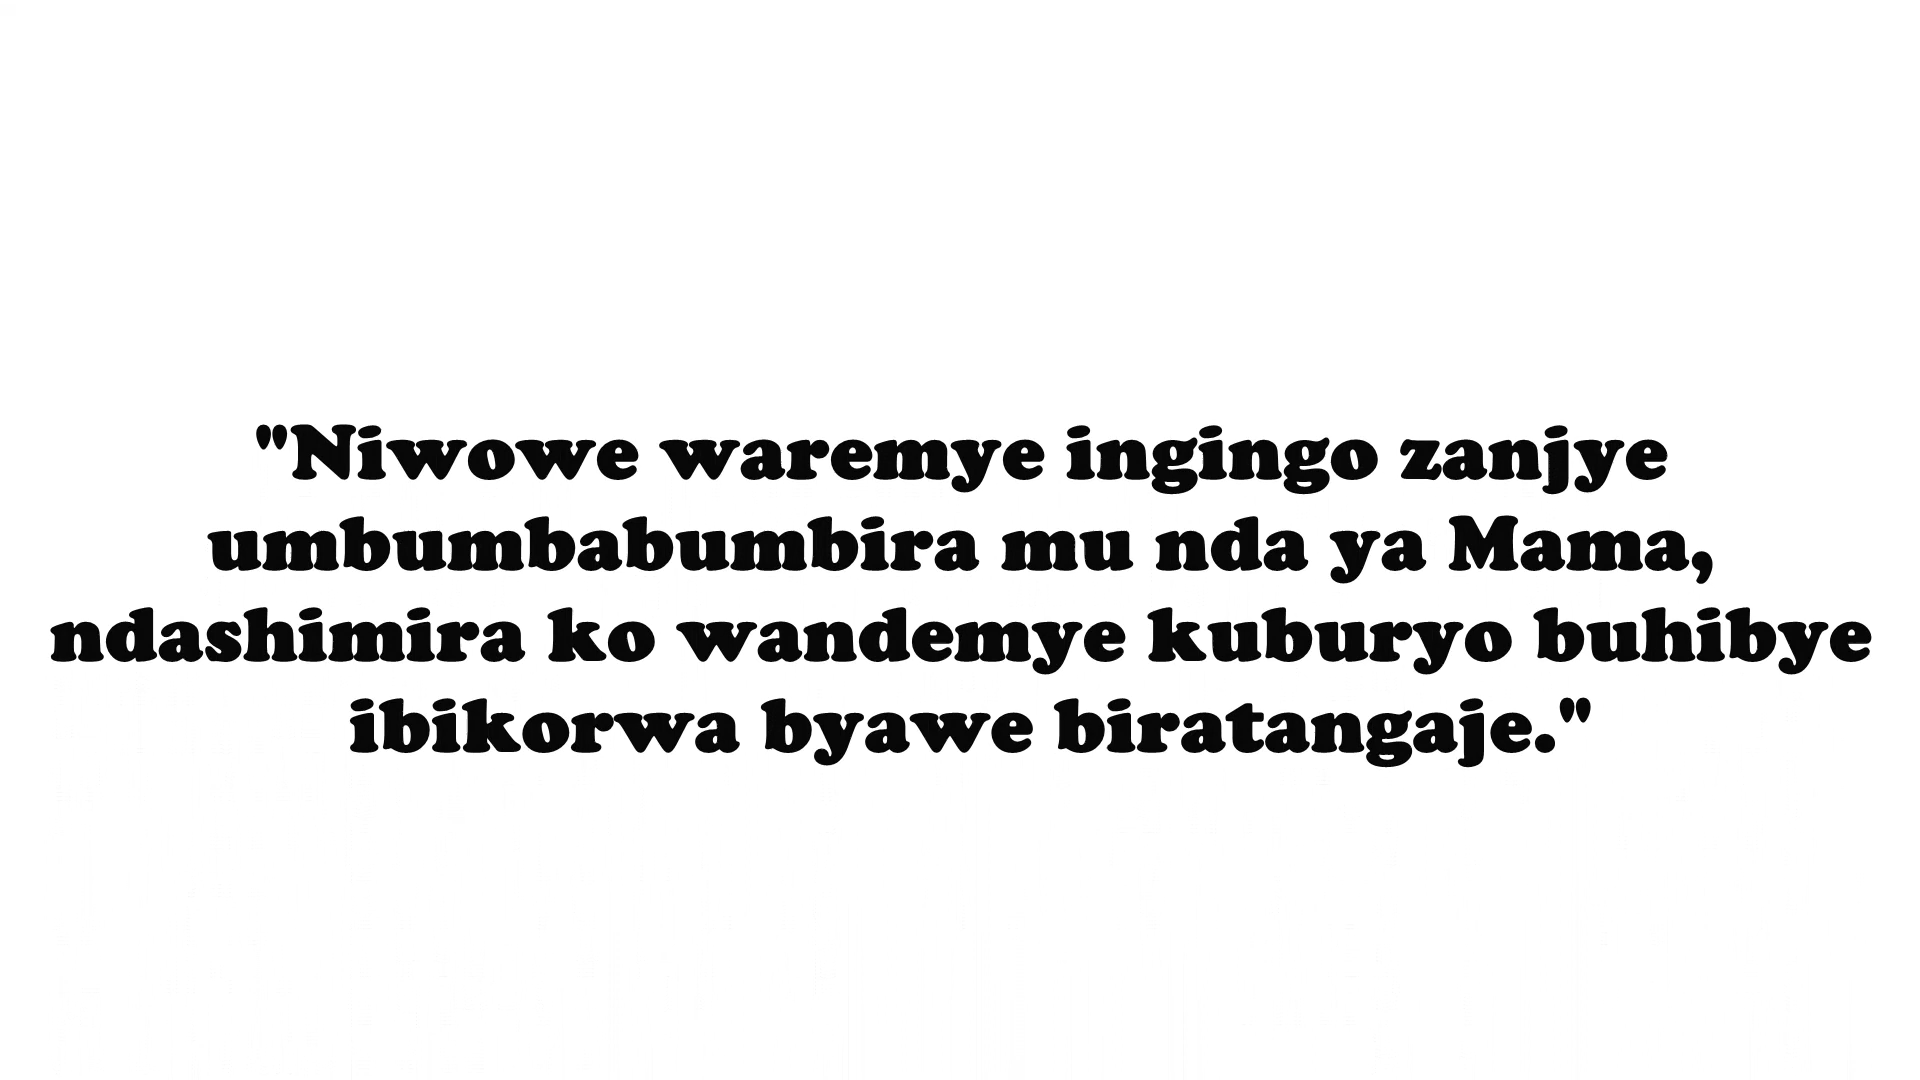 "Niwowe waremye ingingo zanjye
umbumbabumbira mu nda ya Mama,
ndashimira ko wandemye kuburyo buhibye
ibikorwa byawe biratangaje."